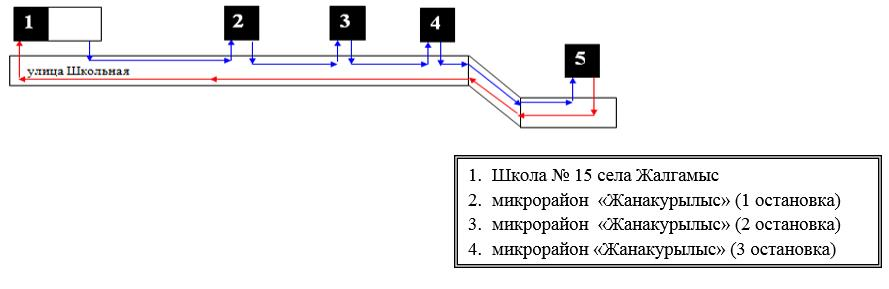 1
2
3
4
5
улица Школьная
1. Школа № 15 села Жалгамыс
2. микрорайон «Жанакурылыс» (1 остановка)
3. микрорайон «Жанакурылыс» (2 остановка)
4. микрорайон «Жанакурылыс» (3 остановка)